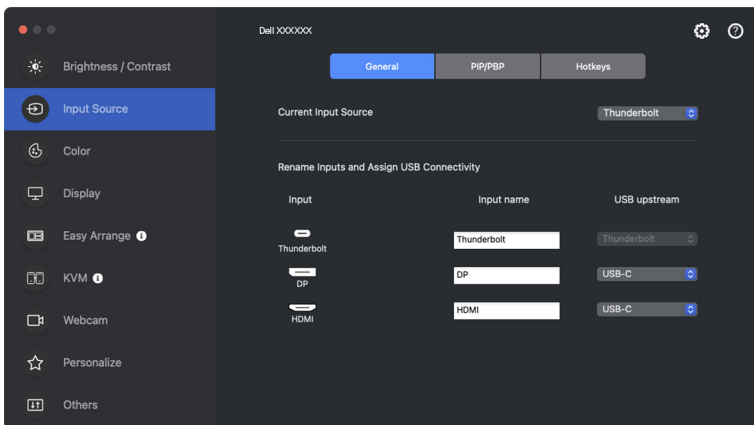 Dell XXXXXX
Brightness / Contrast
Input Source
Color
Display
Easy Arrange
KVM
Webcam
Personalize
Others
General
PIP/PBP
Hotkeys
Current Input Source
Thunderbolt
Rename Inputs and Assign USB Connectivity
Input
Input name
USB upstream
Thunderbolt
Thunderbolt
Thunderbolt
DP
DP
USB-C
HDMI
HDMI
USB-C